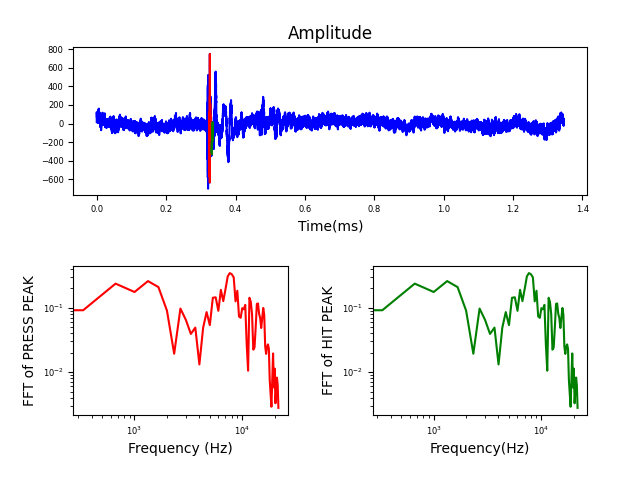 Amplitude
800
600
400
200
0
−200
−400
−600
0.0 0.2 0.4 0.6 0.8 1.0 1.2 1.4
Time(ms)
FFT of PRESS PEAK
10⁻¹
10⁻²
10³ 10⁴
Frequency (Hz)
FFT of HIT PEAK
10⁻¹
10⁻²
10³ 10⁴
Frequency(Hz)